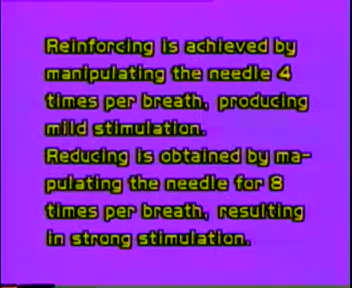 Reinforcing is achieved by
manipulating the needle 4
times per breath, producing
mild stimulation.
Reducing is obtained by ma-
pulating the needle for 8
times per breath, resulting
in strong stimulation.